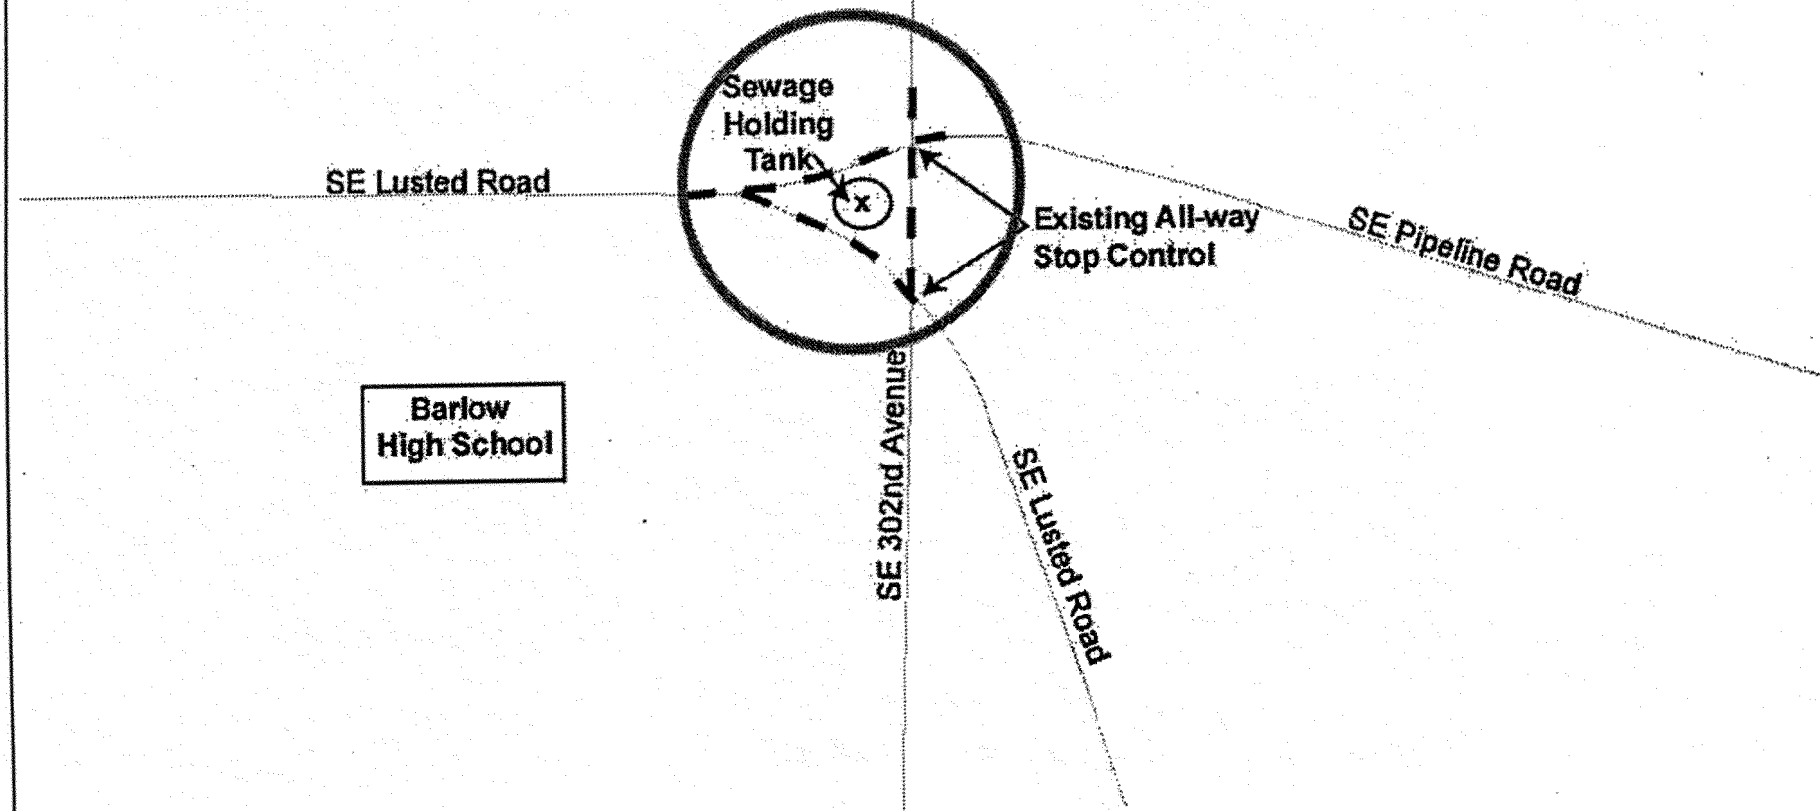 Sewage
Holding
Tank
x
SE Lusted Road
Existing All-way
Stop Control
SE Pipeline Road
Barlow
High School
SE 302nd Avenue
SE Lusted Road